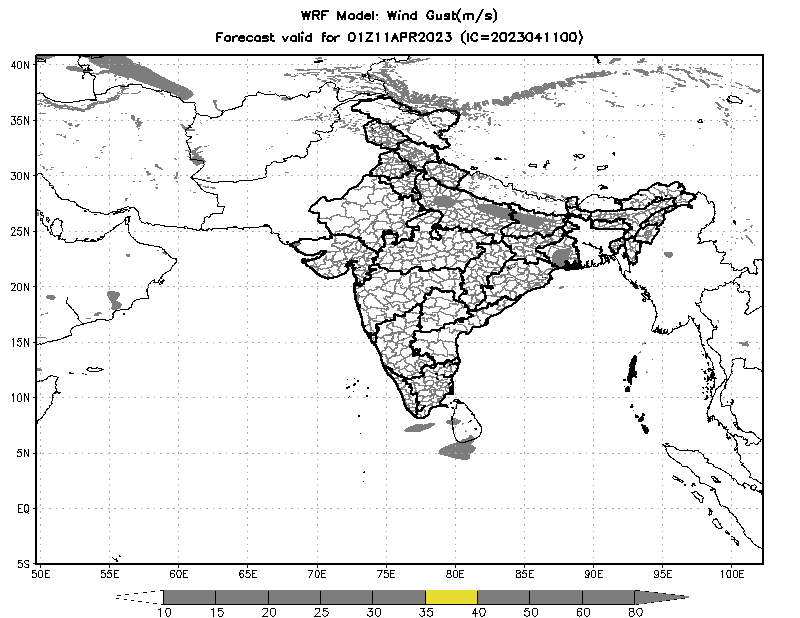 WRF Model: Wind Gust(m/s)
Forecast valid for 01Z11APR2023 (IC=2023041100)
40N
35N
30N
25N
20N
15N
10N
5N
EQ
5S
50E 55E 60E 65E 70E 75E 80E 85E 90E 95E 100E
10 15 20 25 30 35 40 50 60 80